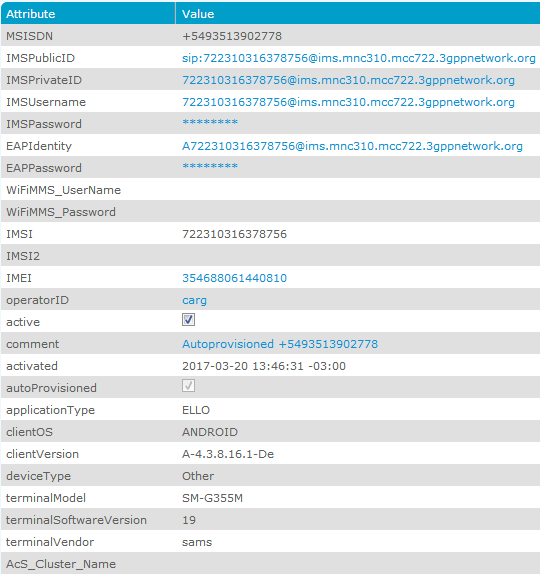 Attribute Value
MSISDN +5493513902778
IMSPublicID sip:722310316378756@ims.mnc310.mcc722.3gppnetwork.org
IMSPrivateID 722310316378756@ims.mnc310.mcc722.3gppnetwork.org
IMSUsername 722310316378756@ims.mnc310.mcc722.3gppnetwork.org
IMSPassword ********
EAPIdentity A722310316378756@ims.mnc310.mcc722.3gppnetwork.org
EAPPassword ********
WiFiMMS_UserName
WiFiMMS_Password
IMSI 722310316378756
IMSI2
IMEI 354688061440810
operatorID carg
active
comment Autoprovisioned +5493513902778
activated 2017-03-20 13:46:31 -03:00
autoProvisioned
applicationType ELLO
clientOS ANDROID
clientVersion A-4.3.8.16.1-De
deviceType Other
terminalModel SM-G355M
terminalSoftwareVersion 19
terminalVendor sams
AcS_Cluster_Name